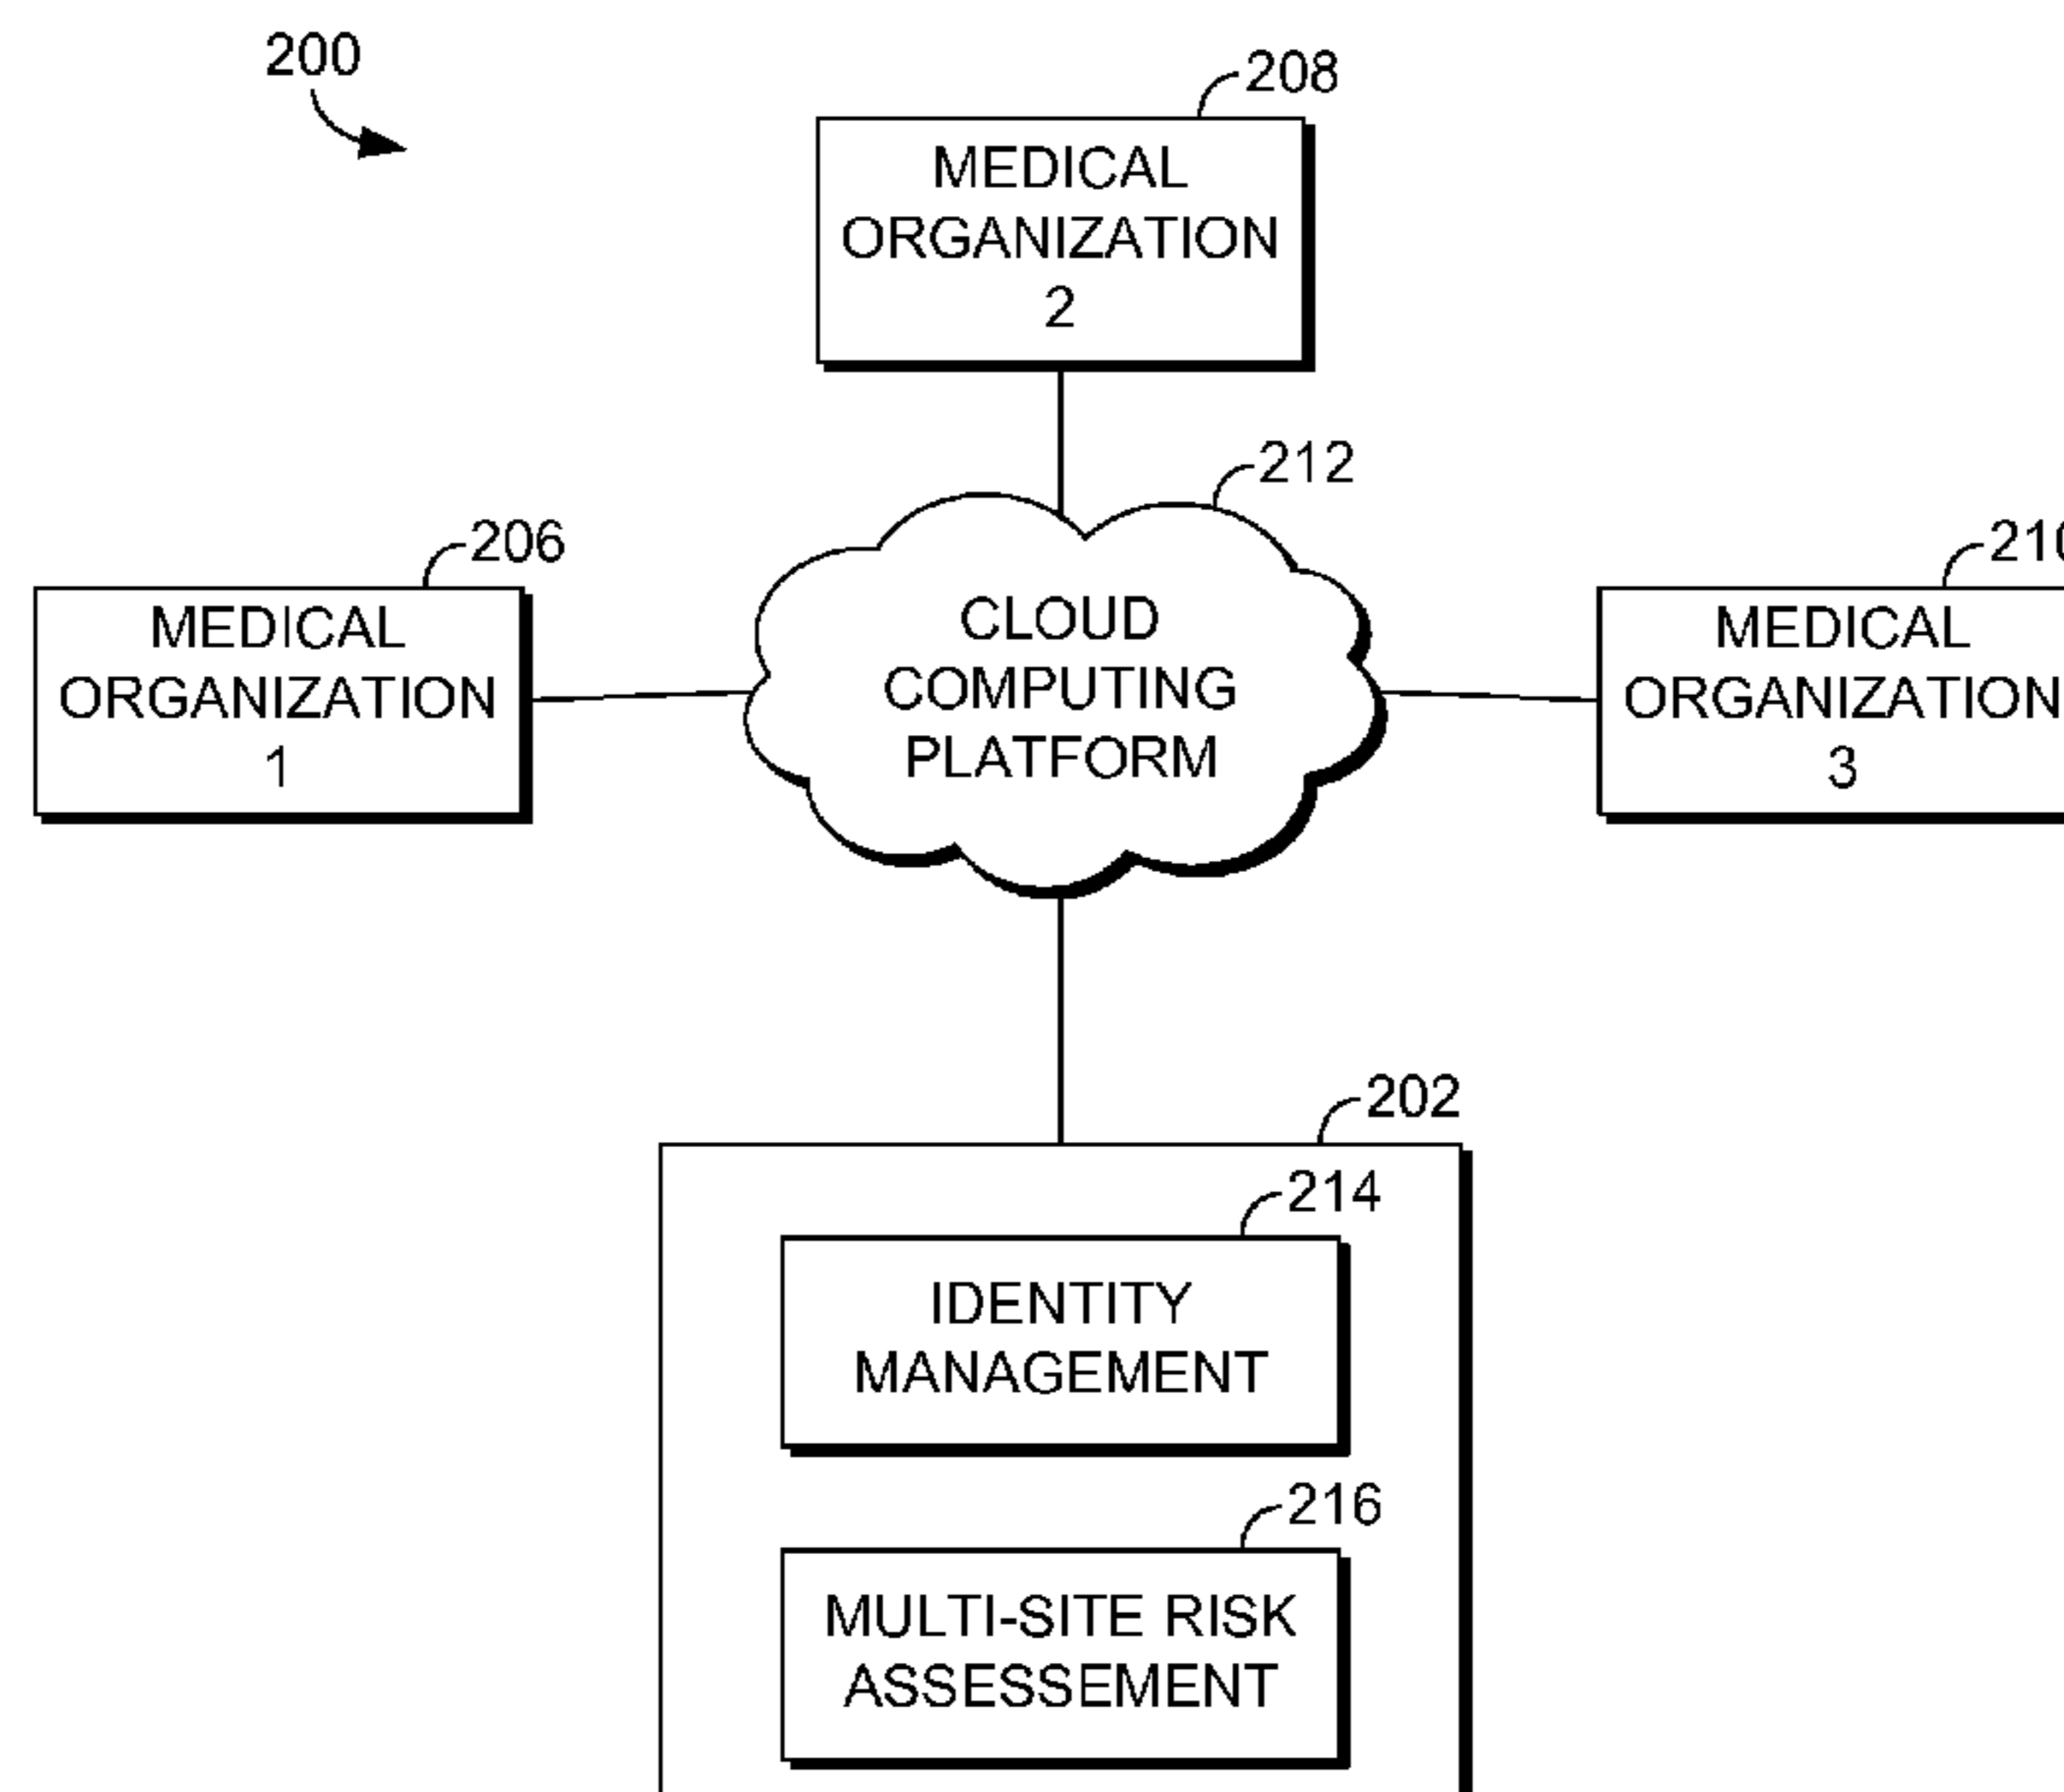 200
208
MEDICAL
ORGANIZATION
2
212
206
210
MEDICAL
ORGANIZATION
1
CLOUD
COMPUTING
PLATFORM
MEDICAL
ORGANIZATION
3
202
214
IDENTITY
MANAGEMENT
216
MULTI-SITE RISK
ASSESSEMENT